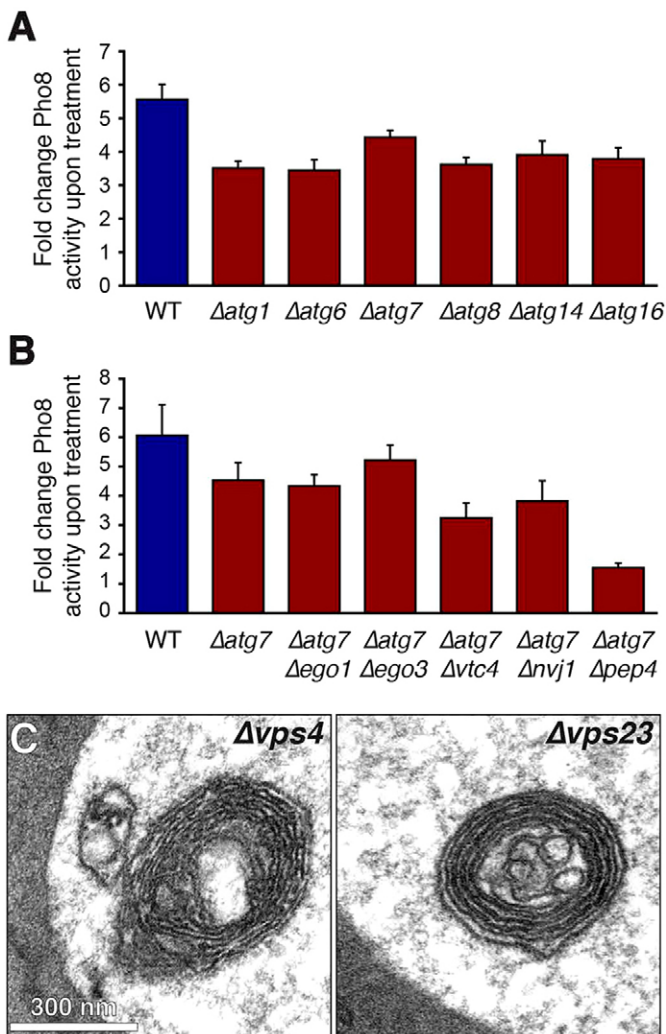 A
Fold change Pho8
activity upon treatment
7
6
5
4
3
2
1
0
WT Δatg1 Δatg6 Δatg7 Δatg8 Δatg14 Δatg16
B
Fold change Pho8
activity upon treatment
8
7
6
5
4
3
2
1
0
WT Δatg7 Δatg7 Δatg7 Δatg7 Δatg7 Δatg7
Δego1 Δego3 Δvtc4 Δnvj1 Δpep4
C Δvps4 Δvps23
300 nm